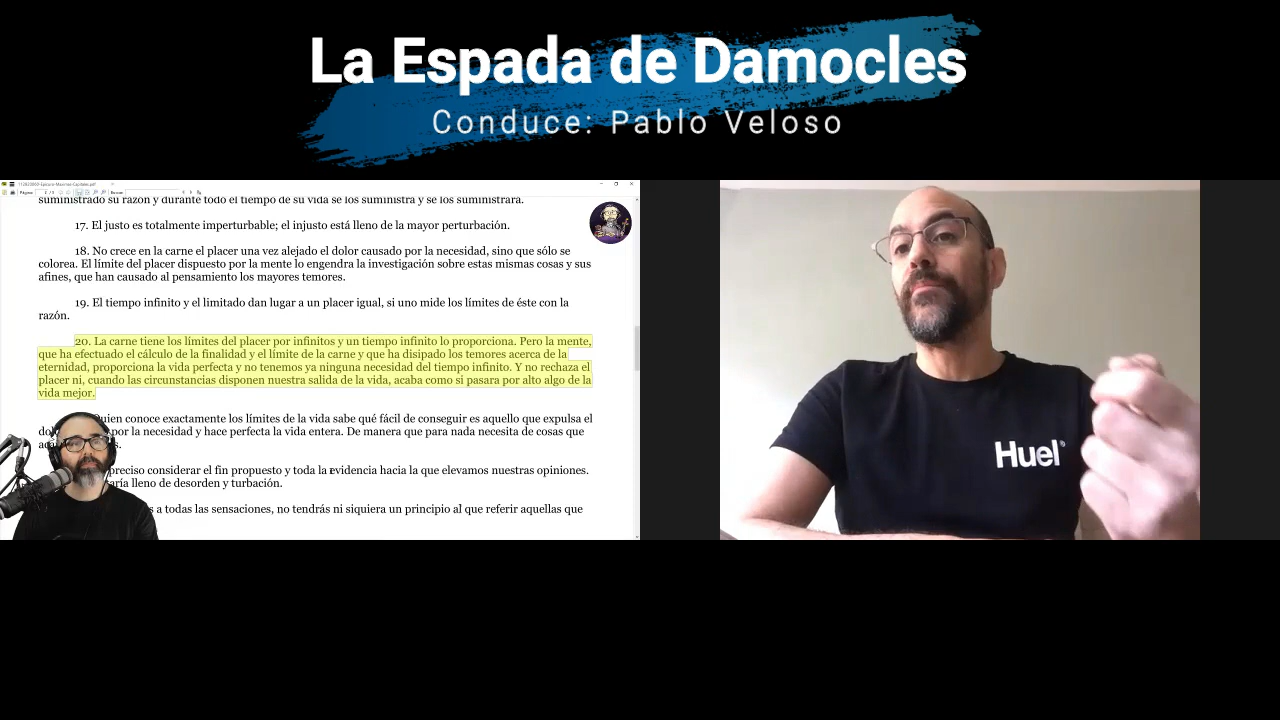 La Espada de Damocles
Conduce: Pablo Veloso
suministrado su razón y durante todo el tiempo de su vida se los suministra y se los suministrará.
17. El justo es totalmente imperturbable; el injusto está lleno de la mayor perturbación.
18. No crece en la carne el placer una vez alejado el dolor causado por la necesidad, sino que sólo se
colorea. El límite del placer dispuesto por la mente lo engendra la investigación sobre estas mismas cosas y sus
afines, que han causado al pensamiento los mayores temores.
19. El tiempo infinito y el limitado dan lugar a un placer igual, si uno mide los límites de éste con la
razón.
20. La carne tiene los límites del placer por infinitos y un tiempo infinito lo proporciona. Pero la mente,
que ha efectuado el cálculo de la finalidad y el límite de la carne y que ha disipado los temores acerca de la
eternidad, proporciona la vida perfecta y no tenemos ya ninguna necesidad del tiempo infinito. Y no rechaza el
placer ni, cuando las circunstancias disponen nuestra salida de la vida, acaba como si pasara por alto algo de la
vida mejor.
uien conoce exactamente los límites de la vida sabe qué fácil de conseguir es aquello que expulsa el
por la necesidad y hace perfecta la vida entera. De manera que para nada necesita de cosas que
preciso considerar el fin propuesto y toda la evidencia hacia la que elevamos nuestras opiniones.
aría lleno de desorden y turbación.
s a todas las sensaciones, no tendrás ni siquiera un principio al que referir aquellas que
Huel